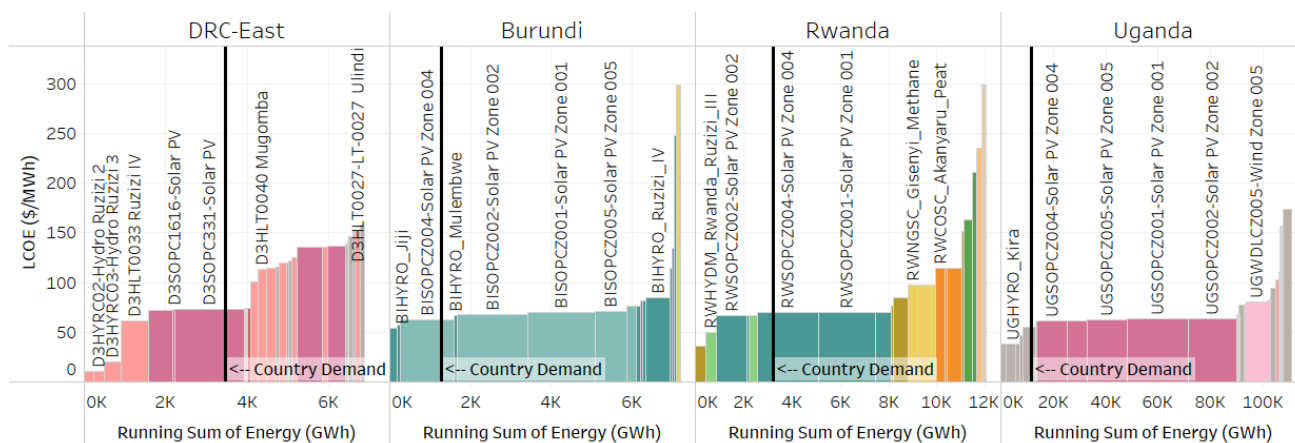 DRC-East
Burundi
Rwanda
Uganda
LCOE ($/MWh)
300
250
200
150
100
50
0
D3HYRC02-Hydro Ruzizi 2
D3HYRC03-Hydro Ruzizi 3
D3HLT0033 Ruzizi IV
D3SOPC1616-Solar PV
D3SOPC331-Solar PV
D3HLT0040 Mugomba
D3HLT0027-LT-0027 Ulindi
<-- Country Demand
BIHYRO_Jiji
BISOPCZ004-Solar PV Zone 004
BIHYRO_Mulembwe
BISOPCZ002-Solar PV Zone 002
BISOPCZ001-Solar PV Zone 001
BISOPCZ005-Solar PV Zone 005
BIHYRO_Ruzizi_IV
<-- Country Demand
RWHYDM_Rwanda_Ruzizi_III
RWSOPCZ002-Solar PV Zone 002
RWSOPCZ004-Solar PV Zone 004
RWSOPCZ001-Solar PV Zone 001
RWNGSC_Gisenyi_Methane
RWCOSC_Akanyaru_Peat
<-- Country Demand
UGHYRO_Kira
UGSOPCZ004-Solar PV Zone 004
UGSOPCZ005-Solar PV Zone 005
UGSOPCZ001-Solar PV Zone 001
UGSOPCZ002-Solar PV Zone 002
UGWDLCZ005-Wind Zone 005
<-- Country Demand
0K 2K 4K 6K
0K 2K 4K 6K
0K 2K 4K 6K 8K 10K 12K
0K 20K 40K 60K 80K 100K
Running Sum of Energy (GWh)
Running Sum of Energy (GWh)
Running Sum of Energy (GWh)
Running Sum of Energy (GWh)